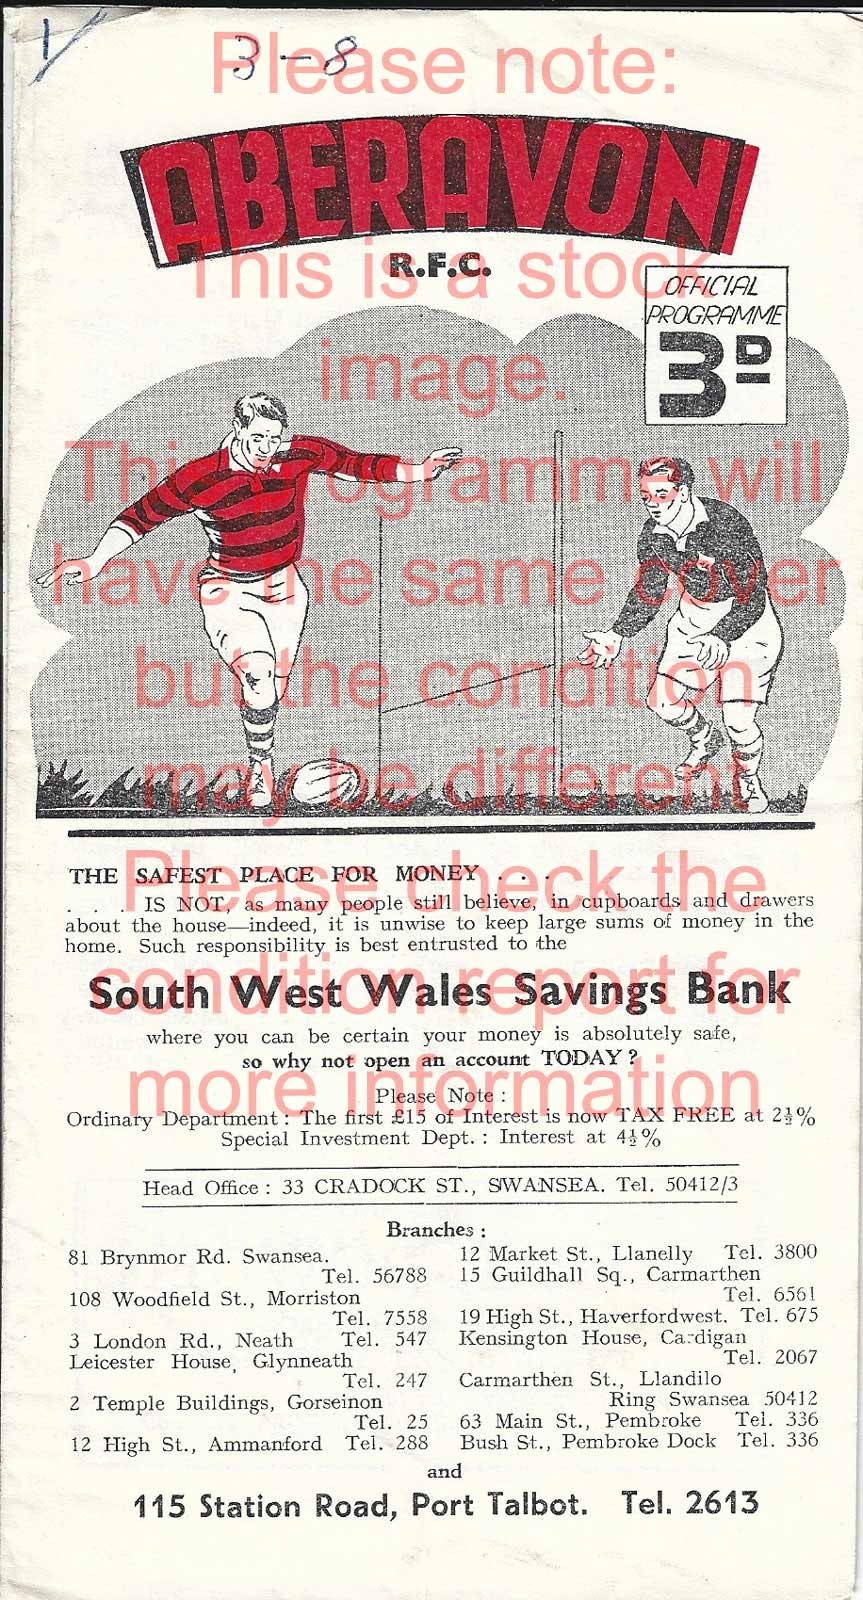 3 - 8
Please note:
ABERAVON
R.F.C.
This is a stock
OFFICIAL
PROGRAMME
3D
image.
This programme will
have the same cover
but the condition
may be different
Please check the
condition report for
more information
THE SAFEST PLACE FOR MONEY . . .
. . . IS NOT, as many people still believe, in cupboards and drawers
about the house—indeed, it is unwise to keep large sums of money in the
home. Such responsibility is best entrusted to the
South West Wales Savings Bank
where you can be certain your money is absolutely safe,
so why not open an account TODAY?
Please Note :
Ordinary Department : The first £15 of Interest is now TAX FREE at 2½%
Special Investment Dept. : Interest at 4½%
Head Office : 33 CRADOCK ST., SWANSEA. Tel. 50412/3
Branches :
81 Brynmor Rd. Swansea.
Tel. 56788
108 Woodfield St., Morriston
Tel. 7558
3 London Rd., Neath Tel. 547
Leicester House, Glynneath
Tel. 247
2 Temple Buildings, Gorseinon
Tel. 25
12 High St., Ammanford Tel. 288
12 Market St., Llanelly Tel. 3800
15 Guildhall Sq., Carmarthen
Tel. 6561
19 High St., Haverfordwest. Tel. 675
Kensington House, Cardigan
Tel. 2067
Carmarthen St., Llandilo
Ring Swansea 50412
63 Main St., Pembroke Tel. 336
Bush St., Pembroke Dock Tel. 336
and
115 Station Road, Port Talbot. Tel. 2613